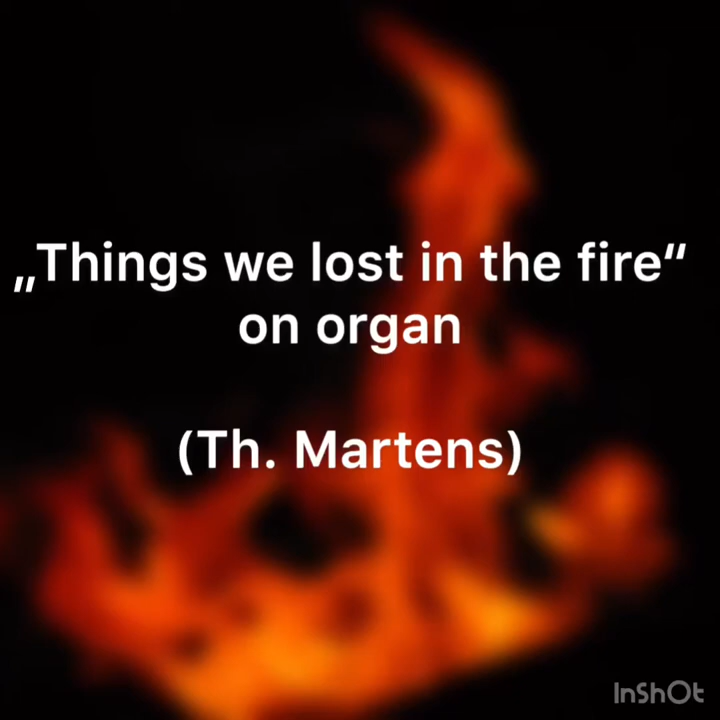 „Things we lost in the fire“
on organ
(Th. Martens)
InShOt